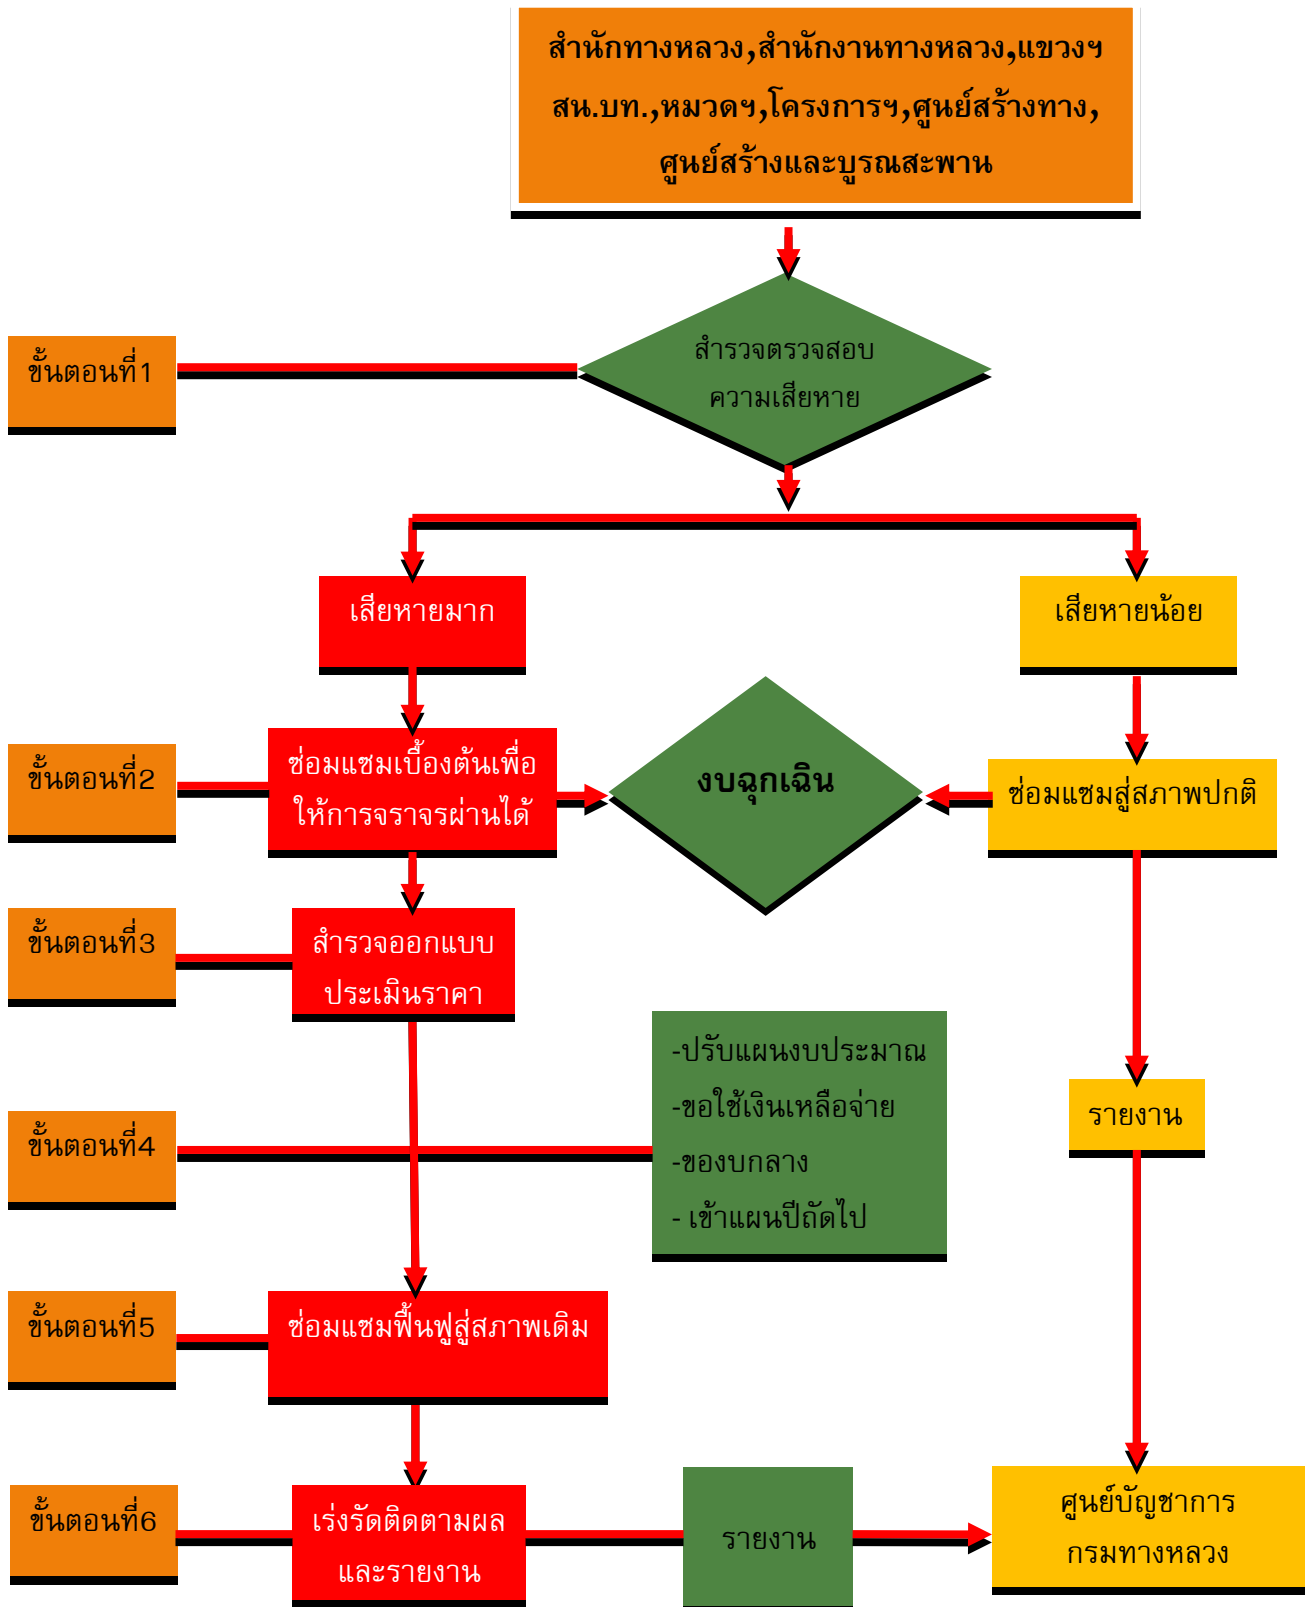 สำนักทางหลวง,สำนักงานทางหลวง,แขวงฯ
สน.บท.,หมวดฯ,โครงการฯ,ศูนย์สร้างทาง,
ศูนย์สร้างและบูรณสะพาน
ขั้นตอนที่1
สำรวจตรวจสอบ
ความเสียหาย
เสียหายมาก
เสียหายน้อย
ขั้นตอนที่2
ซ่อมแซมเบื้องต้นเพื่อ
ให้การจราจรผ่านได้
งบฉุกเฉิน
ซ่อมแซมสู่สภาพปกติ
ขั้นตอนที่3
สำรวจออกแบบ
ประเมินราคา
ขั้นตอนที่4
-ปรับแผนงบประมาณ
-ขอใช้เงินเหลือจ่าย
-ของบกลาง
- เข้าแผนปีถัดไป
รายงาน
ขั้นตอนที่5
ซ่อมแซมฟื้นฟูสู่สภาพเดิม
ขั้นตอนที่6
เร่งรัดติดตามผล
และรายงาน
รายงาน
ศูนย์บัญชาการ
กรมทางหลวง